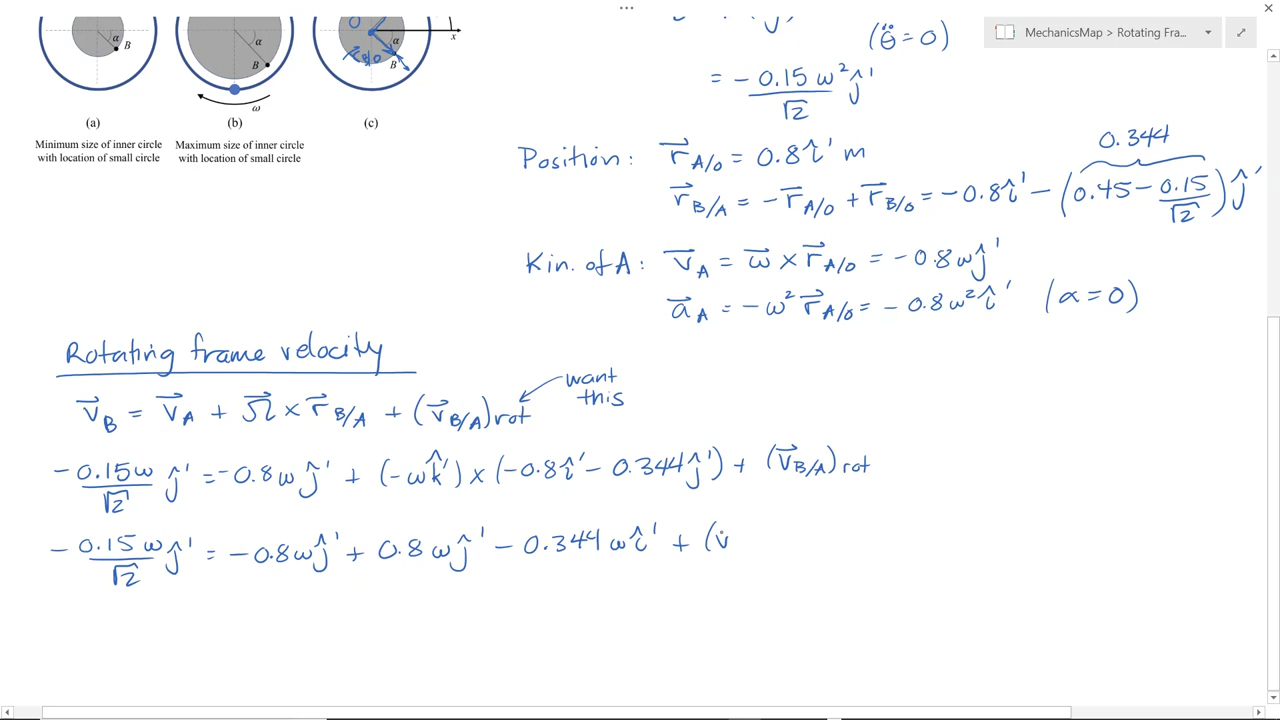 MechanicsMap > Rotating Fra...
α B
α B
ω
O α B x
(a) (b) (c)
Minimum size of inner circle
with location of small circle
Maximum size of inner circle
with location of small circle
(θ̈ = 0)
= - 0.15 ω² / √2 ĵ'
Position: r⃗ A/O = 0.8 î' m
0.344
r⃗ B/A = - r⃗ A/O + r⃗ B/O = -0.8 î' - (0.45 - 0.15/√2) ĵ'
Kin. of A: v⃗ A = ω⃗ × r⃗ A/O = - 0.8 ω ĵ'
a⃗ A = - ω² r⃗ A/O = - 0.8 ω² î' (α = 0)
Rotating frame velocity
want
this
v⃗ B = v⃗ A + Ω⃗ × r⃗ B/A + (v⃗ B/A) rot
- 0.15 ω / √2 ĵ' = -0.8 ω ĵ' + (-ω k̂') × (-0.8 î' - 0.344 ĵ') + (v⃗ B/A) rot
- 0.15 ω / √2 ĵ' = - 0.8 ω ĵ' + 0.8 ω ĵ' - 0.344 ω î' + (v